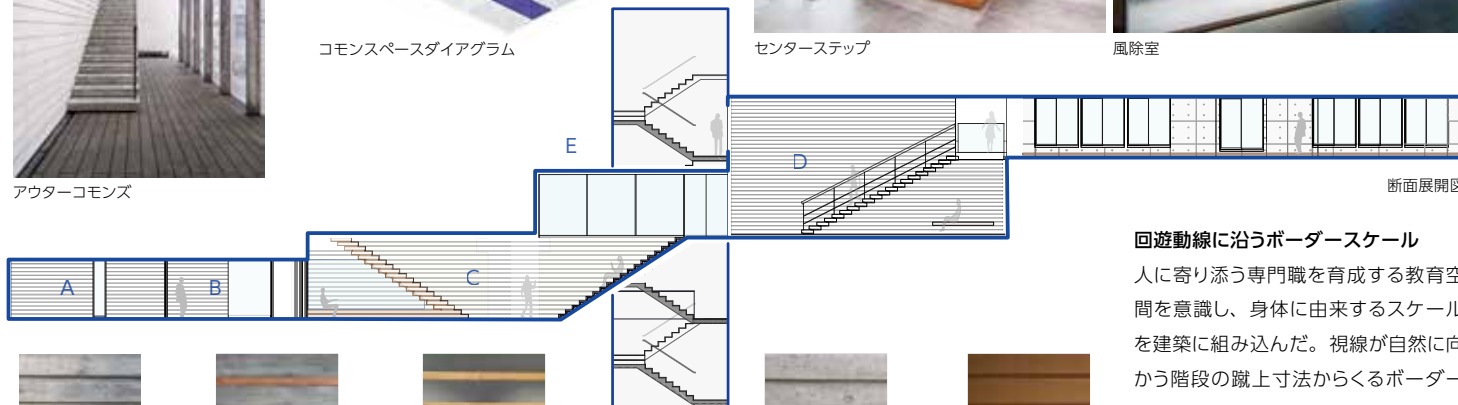 コモンスペースダイアグラム
センターステップ
風除室
アウターコモンズ
E
D
A
B
C
断面展開図
回遊動線に沿うボーダースケール
人に寄り添う専門職を育成する教育空
間を意識し、身体に由来するスケール
を建築に組み込んだ。視線が自然に向
かう階段の蹴上寸法からくるボーダー